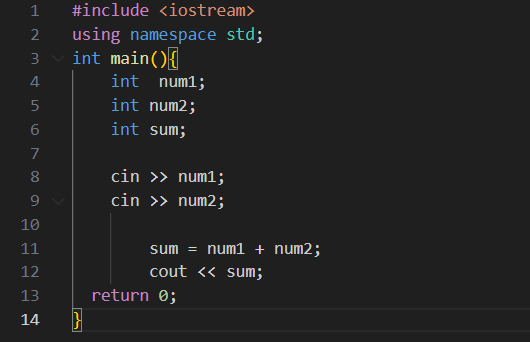 1 #include <iostream>
2 using namespace std;
3 int main(){
4     int  num1;
5     int num2;
6     int sum;
7
8     cin >> num1;
9     cin >> num2;
10
11         sum = num1 + num2;
12         cout << sum;
13   return 0;
14 }